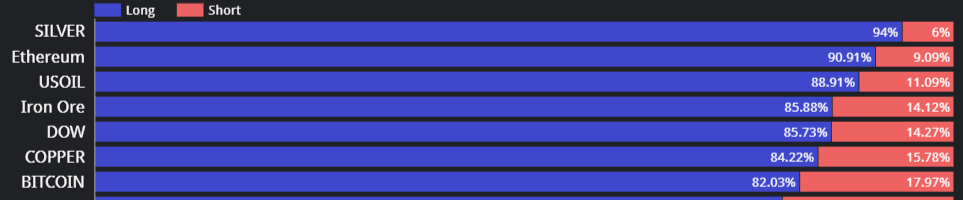 Long Short
SILVER 94% 6%
Ethereum 90.91% 9.09%
USOIL 88.91% 11.09%
Iron Ore 85.88% 14.12%
DOW 85.73% 14.27%
COPPER 84.22% 15.78%
BITCOIN 82.03% 17.97%